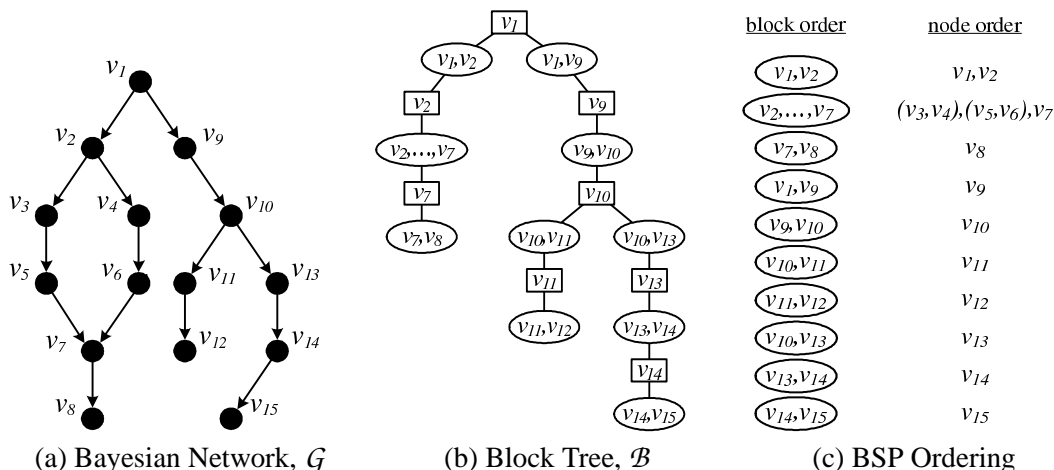 v1
v2
v9
v3
v4
v10
v5
v6
v11
v13
v7
v12
v14
v8
v15
(a) Bayesian Network, 𝒢
v1
v1,v2
v1,v9
v2
v9
v2,...,v7
v9,v10
v7
v10
v7,v8
v10,v11
v10,v13
v11
v13
v11,v12
v13,v14
v14
v14,v15
(b) Block Tree, ℬ
block order node order
v1,v2 v1,v2
v2,...,v7 (v3,v4),(v5,v6),v7
v7,v8 v8
v1,v9 v9
v9,v10 v10
v10,v11 v11
v11,v12 v12
v10,v13 v13
v13,v14 v14
v14,v15 v15
(c) BSP Ordering